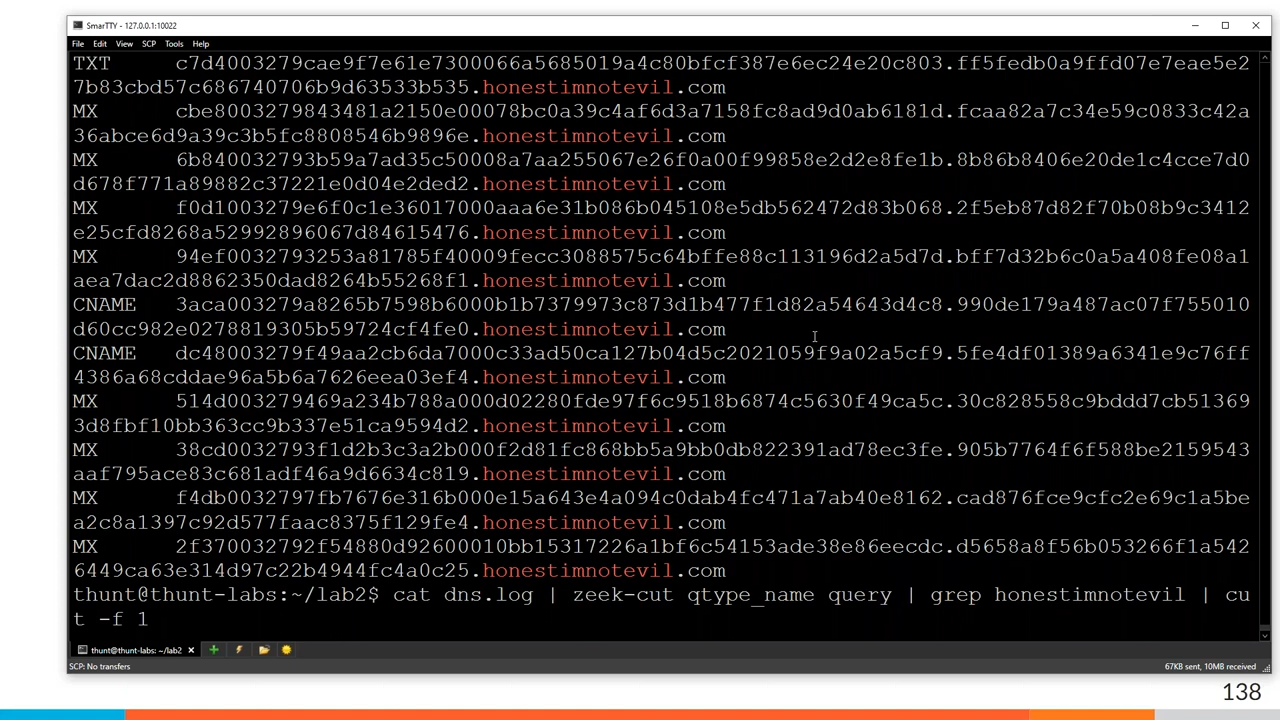 SmarTTY - 127.0.0.1:10022
File Edit View SCP Tools Help
TXT c7d4003279cae9f7e61e7300066a5685019a4c80bfcf387e6ec24e20c803.ff5fedb0a9ffd07e7eae5e2
7b83cbd57c686740706b9d63533b535.honestimnotevil.com
MX cbe8003279843481a2150e00078bc0a39c4af6d3a7158fc8ad9d0ab6181d.fcaa82a7c34e59c0833c42a
36abce6d9a39c3b5fc8808546b9896e.honestimnotevil.com
MX 6b840032793b59a7ad35c50008a7aa255067e26f0a00f99858e2d2e8fe1b.8b86b8406e20de1c4cce7d0
d678f771a89882c37221e0d04e2ded2.honestimnotevil.com
MX f0d1003279e6f0c1e36017000aaa6e31b086b045108e5db562472d83b068.2f5eb87d82f70b08b9c3412
e25cfd8268a52992896067d84615476.honestimnotevil.com
MX 94ef0032793253a81785f40009fecc3088575c64bffe88c113196d2a5d7d.bff7d32b6c0a5a408fe08a1
aea7dac2d8862350dad8264b55268f1.honestimnotevil.com
CNAME 3aca003279a8265b7598b6000b1b7379973c873d1b477f1d82a54643d4c8.990de179a487ac07f755010
d60cc982e0278819305b59724cf4fe0.honestimnotevil.com
CNAME dc48003279f49aa2cb6da7000c33ad50ca127b04d5c2021059f9a02a5cf9.5fe4df01389a6341e9c76ff
4386a68cddae96a5b6a7626eea03ef4.honestimnotevil.com
MX 514d003279469a234b788a000d02280fde97f6c9518b6874c5630f49ca5c.30c828558c9bddd7cb51369
3d8fbf10bb363cc9b337e51ca9594d2.honestimnotevil.com
MX 38cd0032793f1d2b3c3a2b000f2d81fc868bb5a9bb0db822391ad78ec3fe.905b7764f6f588be2159543
aaf795ace83c681adf46a9d6634c819.honestimnotevil.com
MX f4db0032797fb7676e316b000e15a643e4a094c0dab4fc471a7ab40e8162.cad876fce9cfc2e69c1a5be
a2c8a1397c92d577faac8375f129fe4.honestimnotevil.com
MX 2f370032792f54880d92600010bb15317226a1bf6c54153ade38e86eecdc.d5658a8f56b053266f1a542
6449ca63e314d97c22b4944fc4a0c25.honestimnotevil.com
thunt@thunt-labs:~/lab2$ cat dns.log | zeek-cut qtype_name query | grep honestimnotevil | cu
t -f 1
thunt@thunt-labs: ~/lab2
SCP: No transfers 67KB sent, 10MB received
138